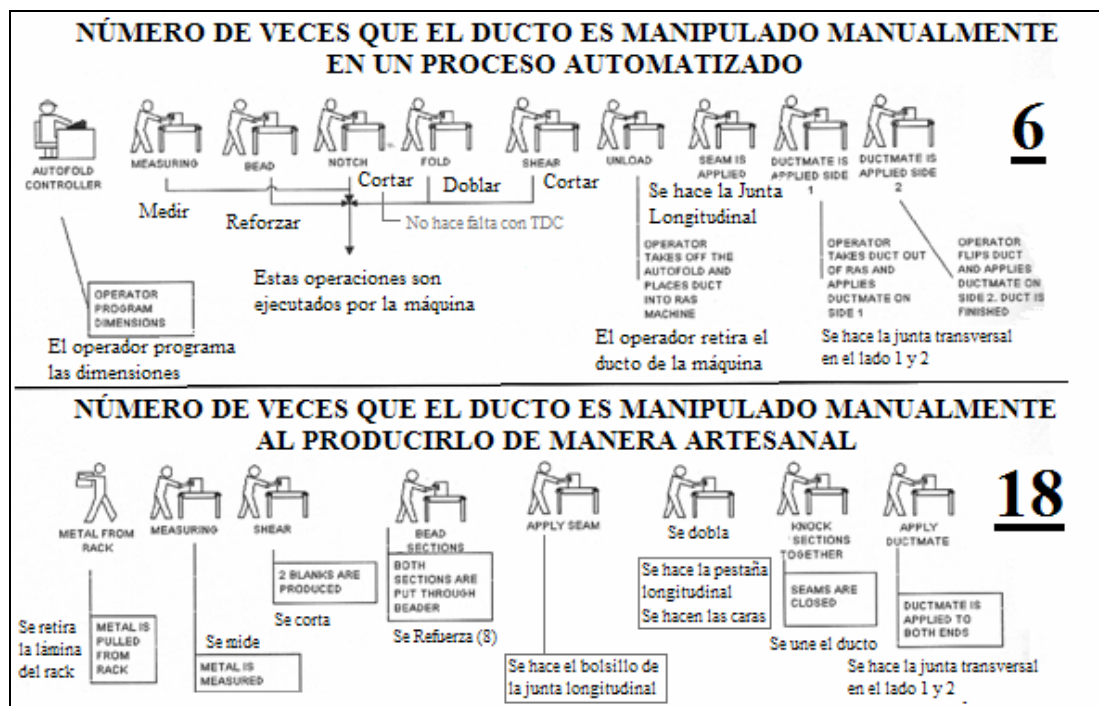 NÚMERO DE VECES QUE EL DUCTO ES MANIPULADO MANUALMENTE
EN UN PROCESO AUTOMATIZADO
6
AUTOFOLD
CONTROLLER
MEASURING
BEAD
NOTCH
FOLD
SHEAR
UNLOAD
SEAM IS
APPLIED
DUCTMATE IS
APPLIED SIDE
1
DUCTMATE IS
APPLIED SIDE
2
Medir
Reforzar
Cortar
Doblar
Cortar
No hace falta con TDC
Se hace la Junta
Longitudinal
Estas operaciones son
ejecutados por la máquina
OPERATOR
PROGRAM
DIMENSIONS
El operador programa
las dimensiones
OPERATOR
TAKES OFF THE
AUTOFOLD AND
PLACES DUCT
INTO RAS
MACHINE
El operador retira el
ducto de la máquina
OPERATOR
TAKES DUCT OUT
OF RAS AND
APPLIES
DUCTMATE ON
SIDE 1
OPERATOR
FLIPS DUCT
AND APPLIES
DUCTMATE ON
SIDE 2. DUCT IS
FINISHED
Se hace la junta transversal
en el lado 1 y 2
NÚMERO DE VECES QUE EL DUCTO ES MANIPULADO MANUALMENTE
AL PRODUCIRLO DE MANERA ARTESANAL
18
METAL FROM
RACK
MEASURING
SHEAR
BEAD
SECTIONS
APPLY SEAM
Se dobla
KNOCK
SECTIONS
TOGETHER
APPLY
DUCTMATE
Se retira
la lámina
del rack
METAL IS
PULLED
FROM
RACK
Se mide
METAL IS
MEASURED
2 BLANKS ARE
PRODUCED
Se corta
BOTH
SECTIONS ARE
PUT THROUGH
BEADER
Se Refuerza (8)
Se hace el bolsillo de
la junta longitudinal
Se hace la pestaña
longitudinal
Se hacen las caras
SEAMS ARE
CLOSED
Se une el ducto
DUCTMATE IS
APPLIED TO
BOTH ENDS
Se hace la junta transversal
en el lado 1 y 2